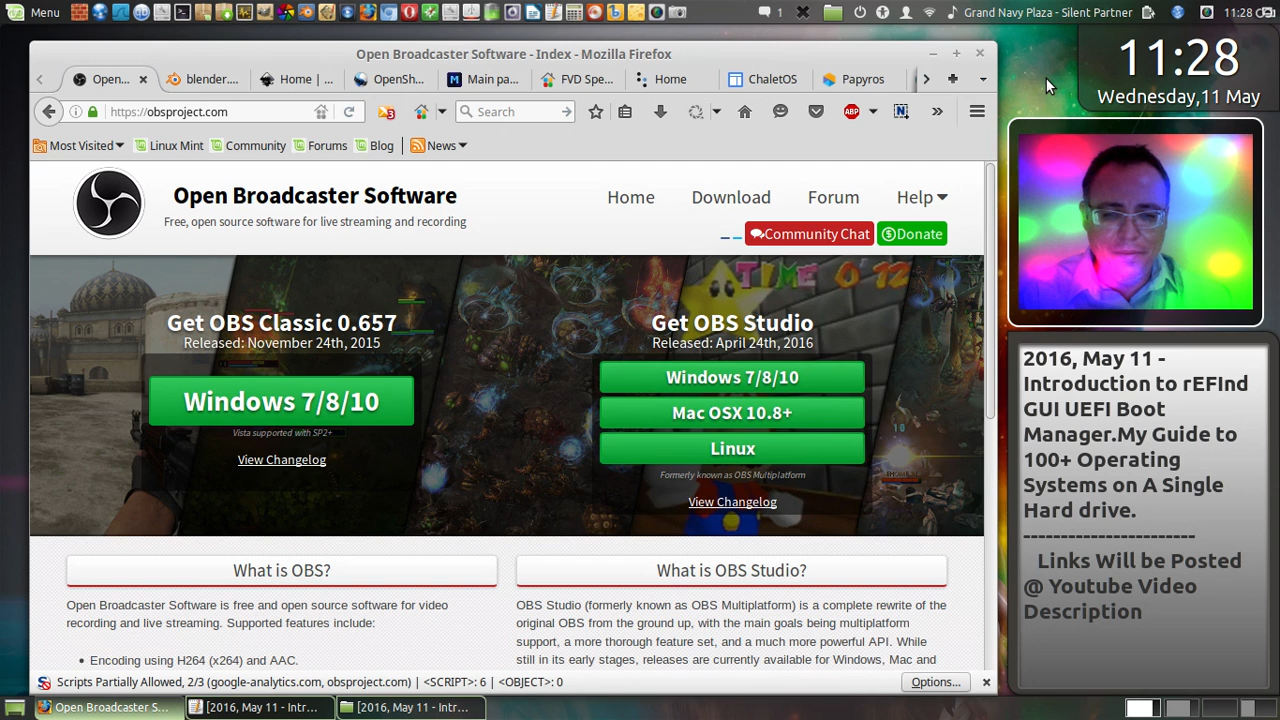 Menu
1
Grand Navy Plaza - Silent Partner
11:28
Open Broadcaster Software - Index - Mozilla Firefox
Open...
blender....
Home | ...
OpenSh...
Main pa...
FVD Spe...
Home
ChaletOS
Papyros
https://obsproject.com
3
Search
ABP
Most Visited
Linux Mint
Community
Forums
Blog
News
Open Broadcaster Software
Free, open source software for live streaming and recording
Home
Download
Forum
Help
Community Chat
Donate
TIME 0'12
Get OBS Classic 0.657
Released: November 24th, 2015
Windows 7/8/10
Vista supported with SP2+
View Changelog
Get OBS Studio
Released: April 24th, 2016
Windows 7/8/10
Mac OSX 10.8+
Linux
Formerly known as OBS Multiplatform
View Changelog
What is OBS?
Open Broadcaster Software is free and open source software for video
recording and live streaming. Supported features include:
Encoding using H264 (x264) and AAC.
What is OBS Studio?
OBS Studio (formerly known as OBS Multiplatform) is a complete rewrite of the
original OBS from the ground up, with the main goals being multiplatform
support, a more thorough feature set, and a much more powerful API. While
still in its early stages, releases are currently available for Windows, Mac and
Scripts Partially Allowed, 2/3 (google-analytics.com, obsproject.com) | <SCRIPT>: 6 | <OBJECT>: 0
Options...
11:28
Wednesday,11 May
2016, May 11 -
Introduction to rEFInd
GUI UEFI Boot
Manager.My Guide to
100+ Operating
Systems on A Single
Hard drive.
-----------------------
Links Will be Posted
@ Youtube Video
Description
Open Broadcaster S...
[2016, May 11 - Intr...
[2016, May 11 - Intr...